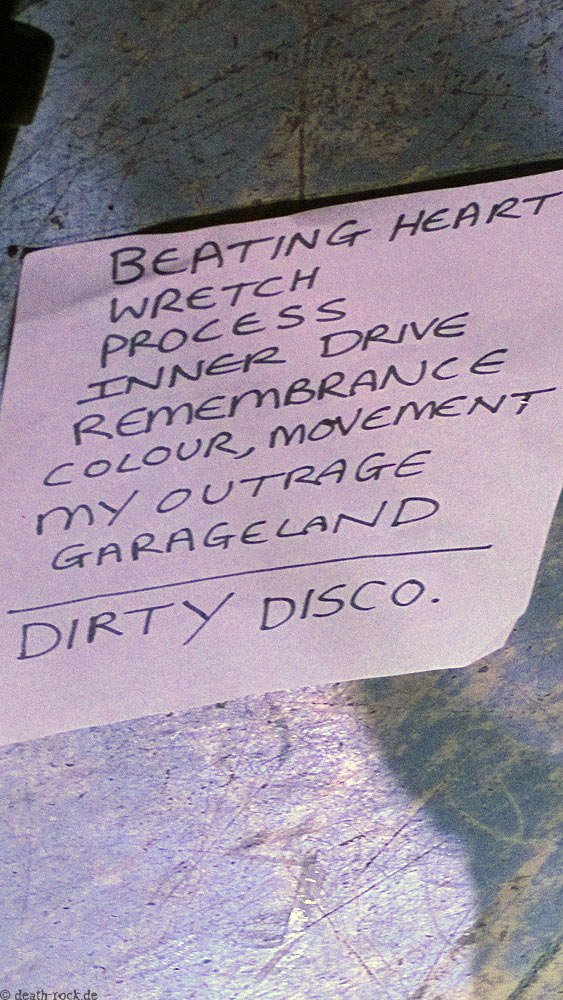 BEATING HEART
WRETCH
PROCESS
INNER DRIVE
REMEMBRANCE
COLOUR, MOVEMENT
MY OUTRAGE
GARAGELAND
DIRTY DISCO.
© death-rock.de